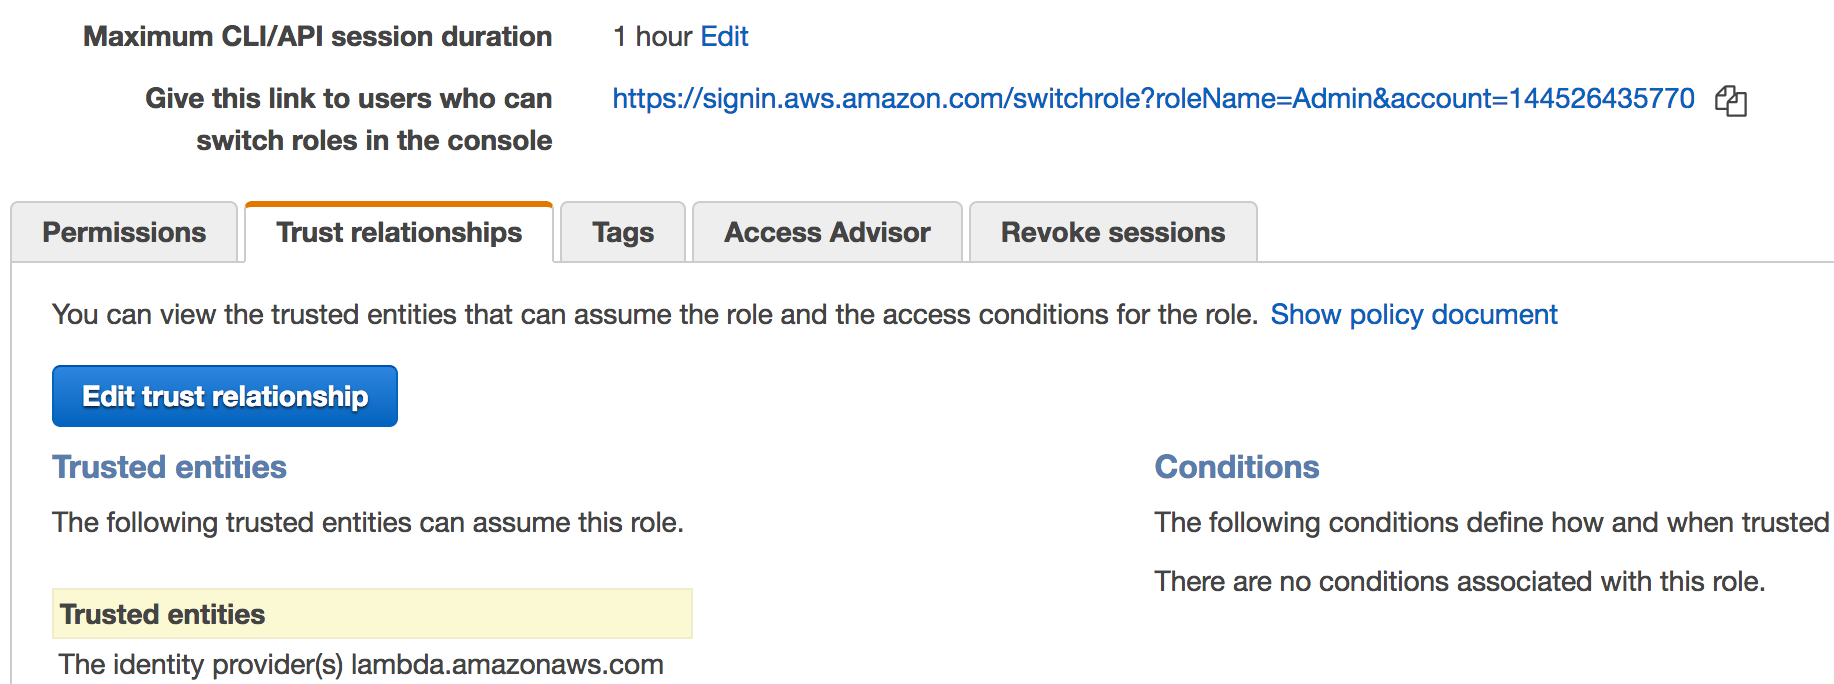 Maximum CLI/API session duration 1 hour Edit
Give this link to users who can https://signin.aws.amazon.com/switchrole?roleName=Admin&account=144526435770
switch roles in the console
Permissions Trust relationships Tags Access Advisor Revoke sessions
You can view the trusted entities that can assume the role and the access conditions for the role. Show policy document
Edit trust relationship
Trusted entities
The following trusted entities can assume this role.
Trusted entities
The identity provider(s) lambda.amazonaws.com
Conditions
The following conditions define how and when trusted
There are no conditions associated with this role.